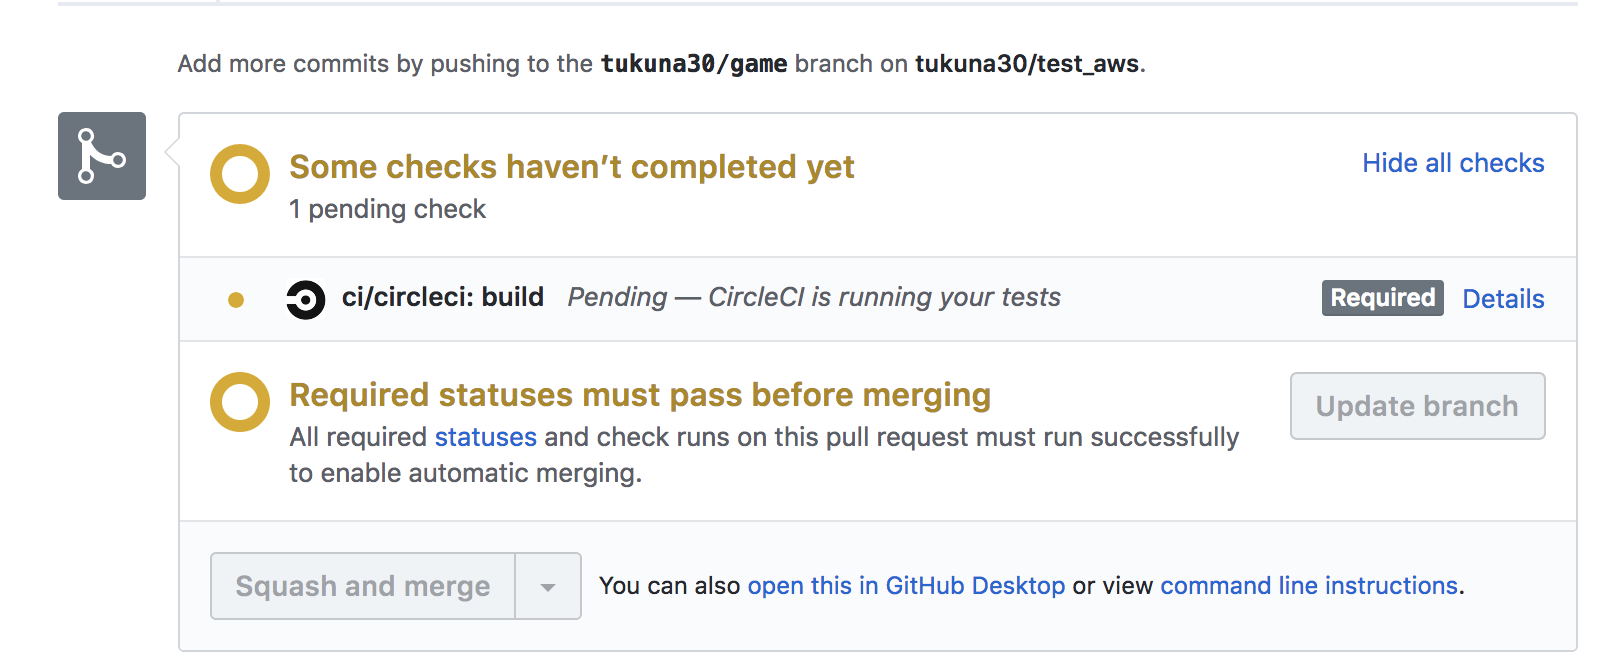 Add more commits by pushing to the tukuna30/game branch on tukuna30/test_aws.
Some checks haven’t completed yet
Hide all checks
1 pending check
ci/circleci: build Pending — CircleCI is running your tests Required Details
Required statuses must pass before merging
Update branch
All required statuses and check runs on this pull request must run successfully
to enable automatic merging.
Squash and merge You can also open this in GitHub Desktop or view command line instructions.